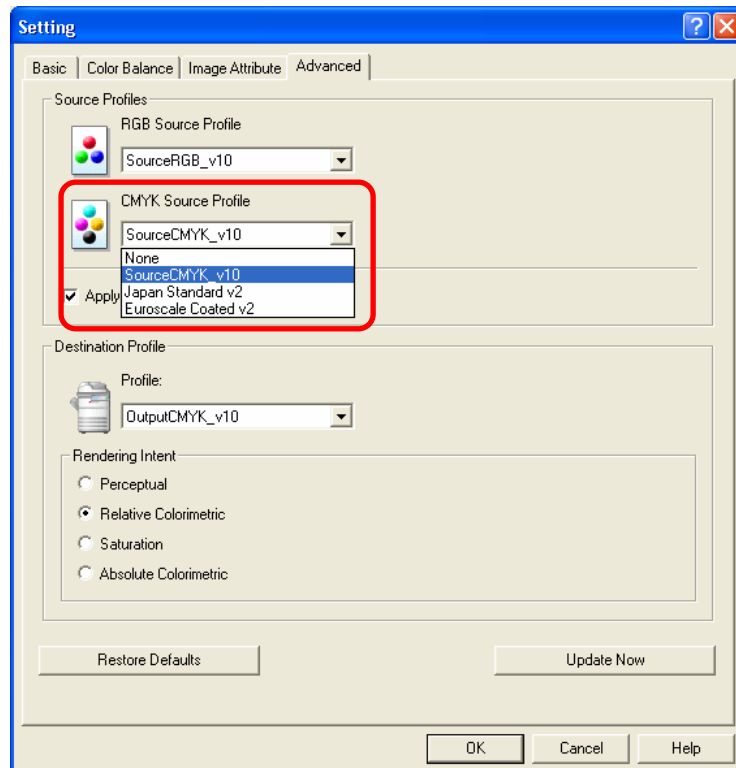 Setting
Basic Color Balance Image Attribute Advanced
Source Profiles
RGB Source Profile
SourceRGB_v10
CMYK Source Profile
SourceCMYK_v10
None
SourceCMYK_v10
Japan Standard v2
Apply
Euroscale Coated v2
Destination Profile
Profile:
OutputCMYK_v10
Rendering Intent
Perceptual
Relative Colorimetric
Saturation
Absolute Colorimetric
Restore Defaults Update Now
OK Cancel Help